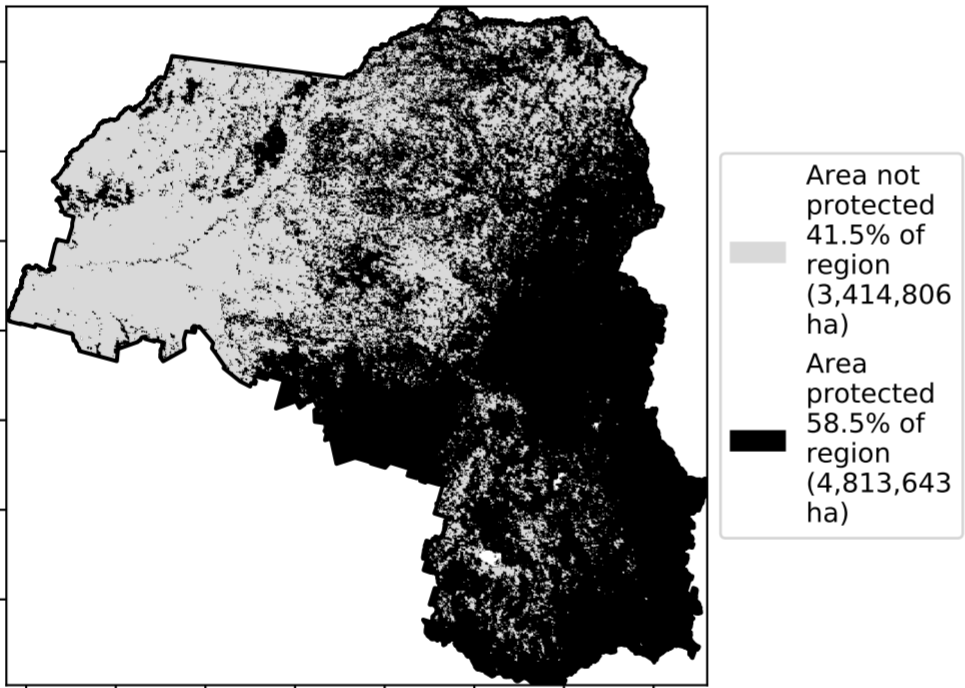 Area not
protected
41.5% of
region
(3,414,806
ha)
Area
protected
58.5% of
region
(4,813,643
ha)